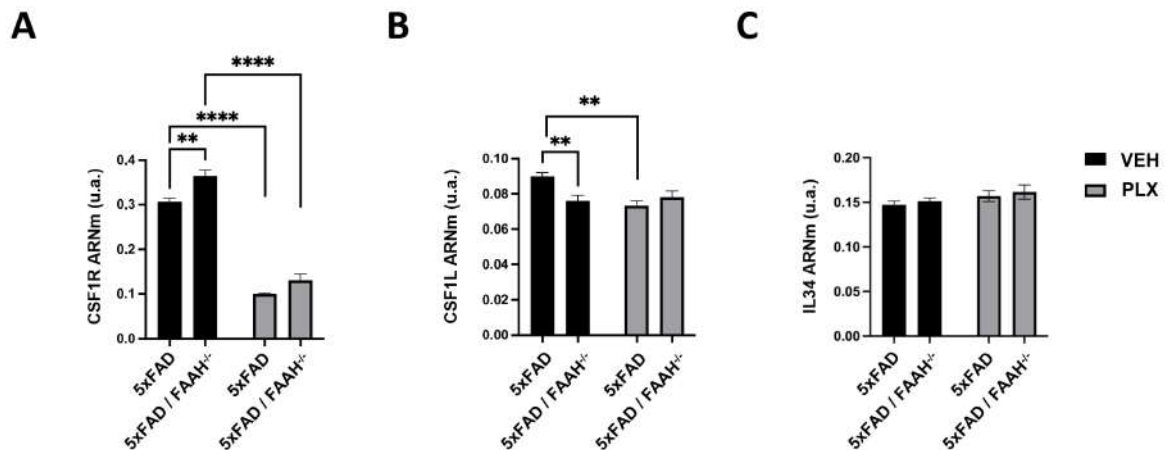 A
B
C
****
****
**
CSF1R ARNm (u.a.)
0.4
0.3
0.2
0.1
0.0
5xFAD
5xFAD / FAAH⁻/⁻
5xFAD
5xFAD / FAAH⁻/⁻
**
**
CSF1L ARNm (u.a.)
0.10
0.08
0.06
0.04
0.02
0.00
5xFAD
5xFAD / FAAH⁻/⁻
5xFAD
5xFAD / FAAH⁻/⁻
IL34 ARNm (u.a.)
0.20
0.15
0.10
0.05
0.00
5xFAD
5xFAD / FAAH⁻/⁻
5xFAD
5xFAD / FAAH⁻/⁻
VEH
PLX